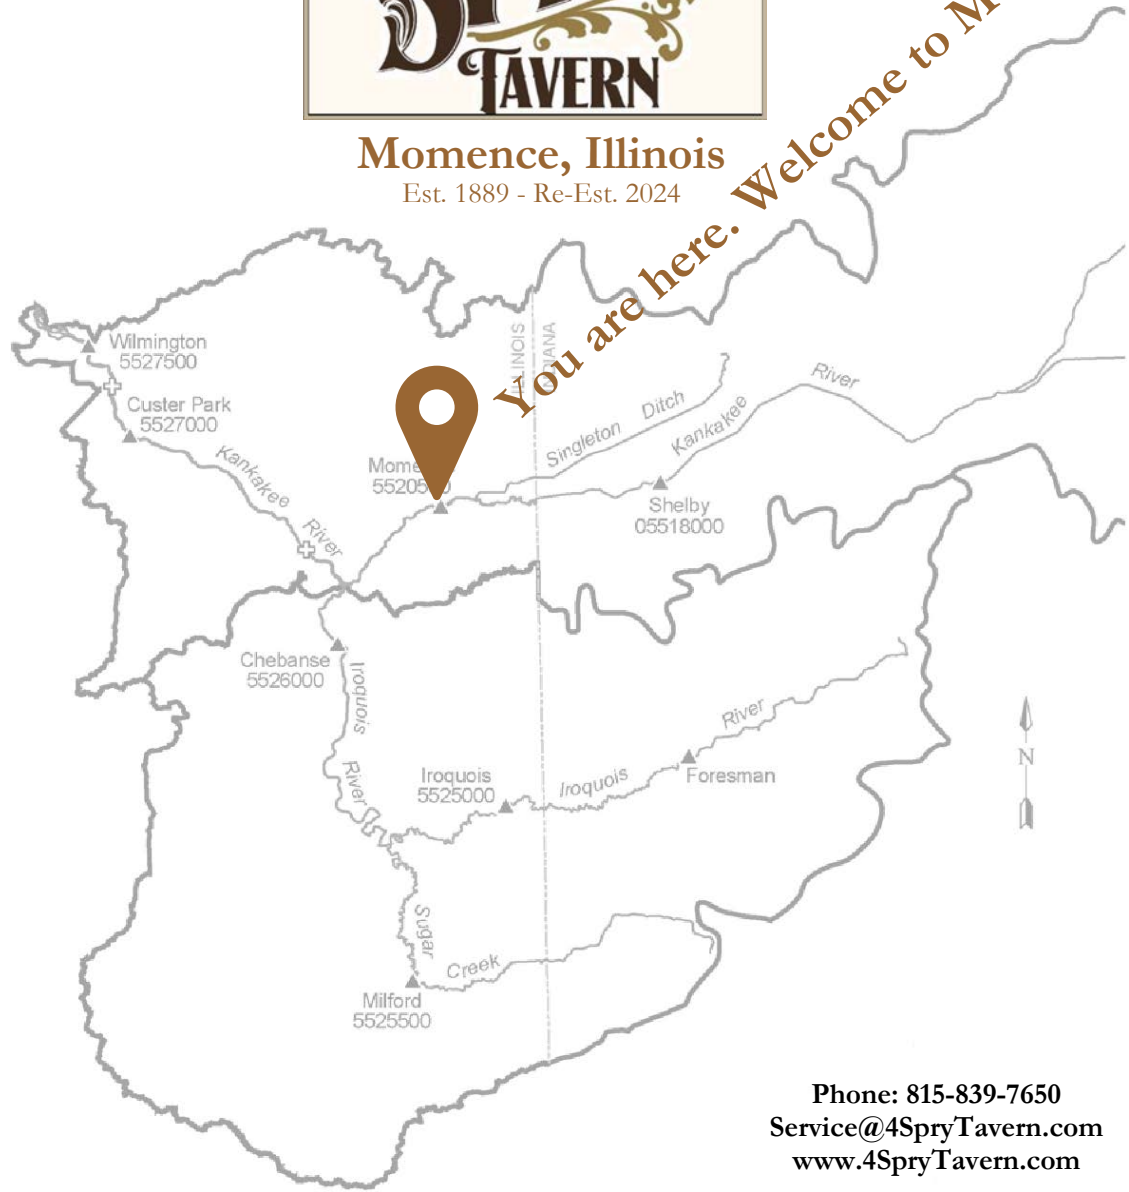 TAVERN
Momence, Illinois
Est. 1889 - Re-Est. 2024
You are here. Welcome to
ILLINOIS
INDIANA
Wilmington
5527500
Custer Park
5527000
Kankakee
River
Singleton
Ditch
Kankakee
River
Shelby
05518000
Chebanse
5526000
Iroquois
River
Iroquois
5525000
Iroquois
River
Foresman
N
Sugar
Creek
Milford
5525500
Phone: 815-839-7650
Service@4SpryTavern.com
www.4SpryTavern.com